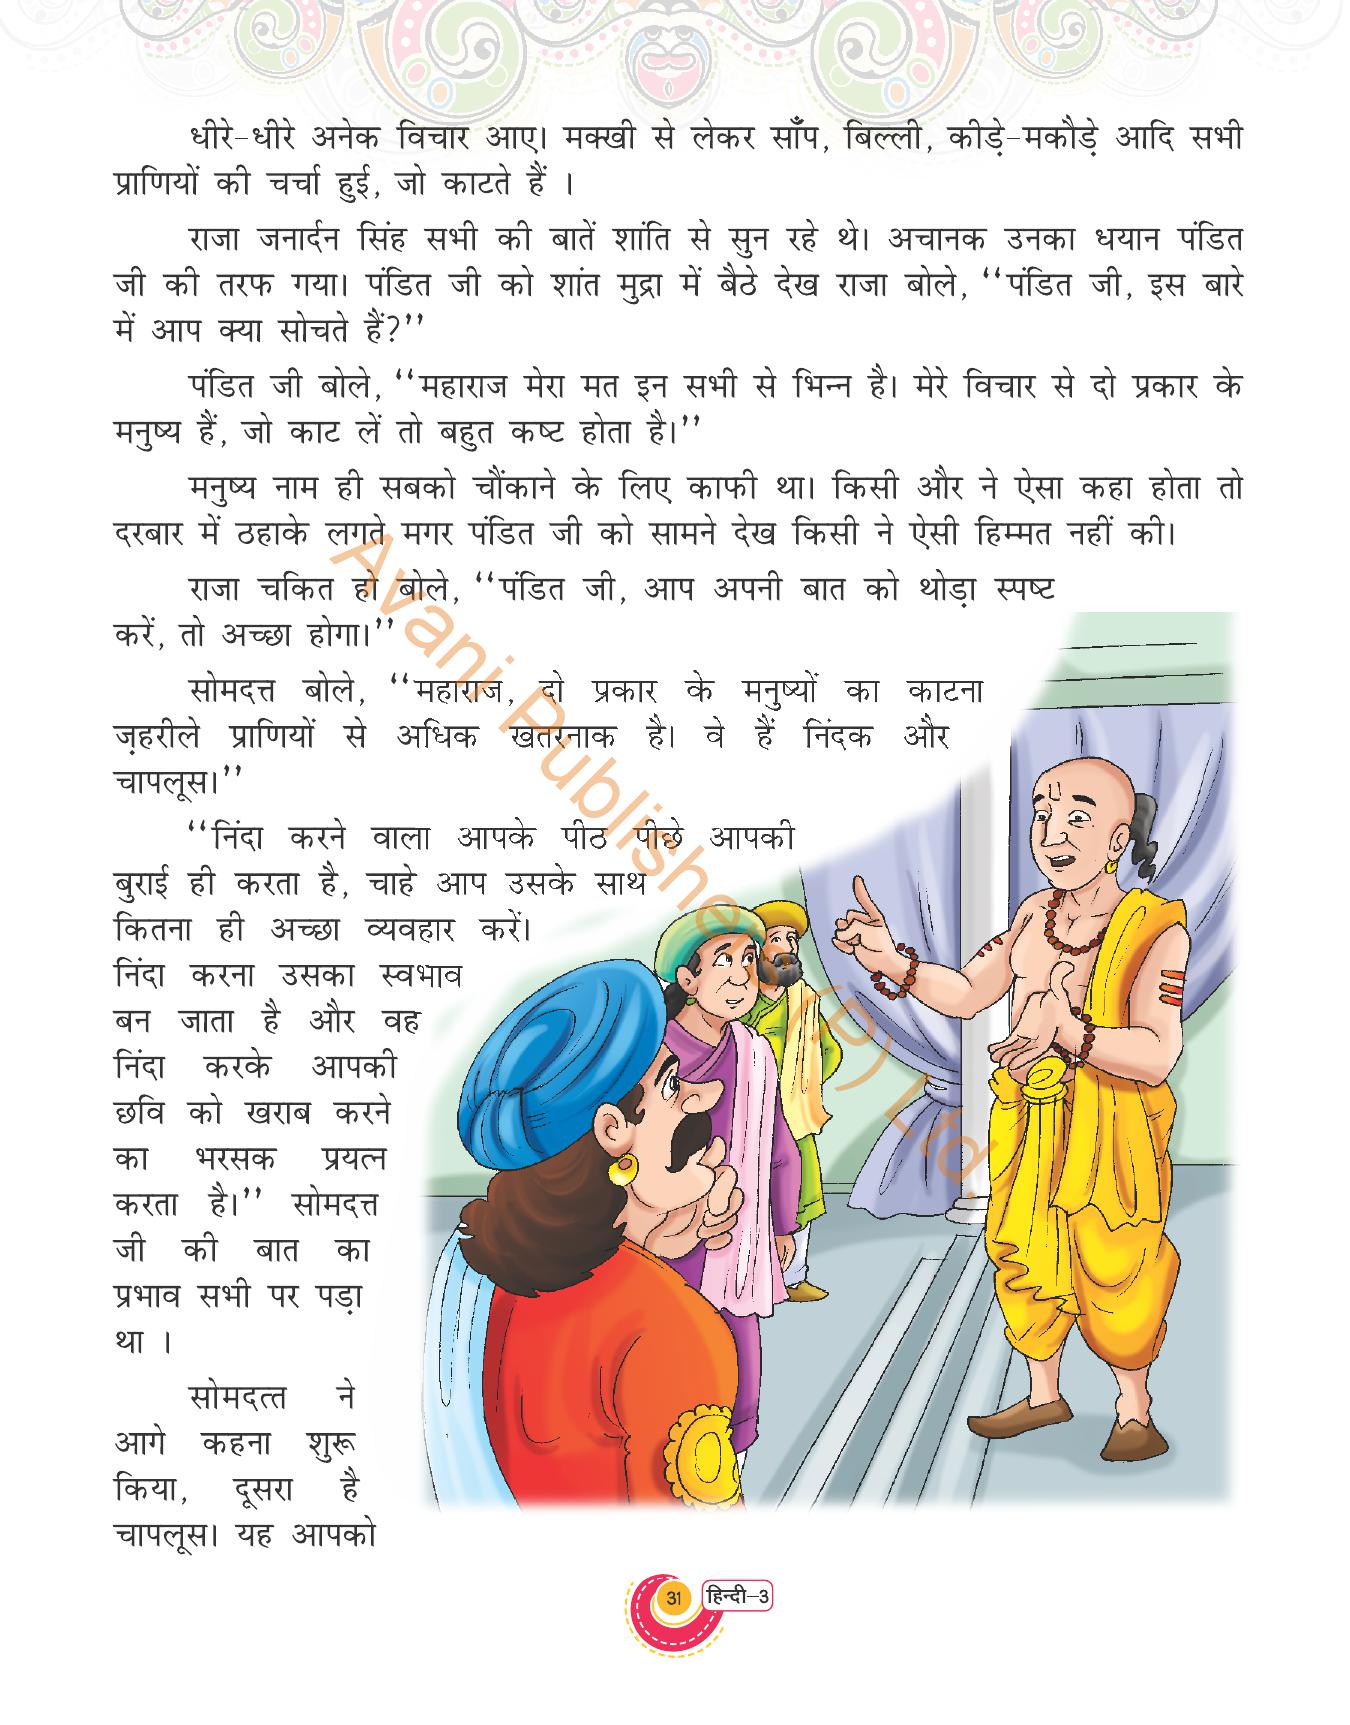 धीरे-धीरे अनेक विचार आए। मक्खी से लेकर साँप, बिल्ली, कीड़े-मकौड़े आदि सभी
प्राणियों की चर्चा हुई, जो काटते हैं ।
राजा जनार्दन सिंह सभी की बातें शांति से सुन रहे थे। अचानक उनका धयान पंडित
जी की तरफ गया। पंडित जी को शांत मुद्रा में बैठे देख राजा बोले, ‘‘पंडित जी, इस बारे
में आप क्या सोचते हैं?’’
पंडित जी बोले, ‘‘महाराज मेरा मत इन सभी से भिन्न है। मेरे विचार से दो प्रकार के
मनुष्य हैं, जो काट लें तो बहुत कष्ट होता है।’’
मनुष्य नाम ही सबको चौंकाने के लिए काफी था। किसी और ने ऐसा कहा होता तो
दरबार में ठहाके लगते मगर पंडित जी को सामने देख किसी ने ऐसी हिम्मत नहीं की।
राजा चकित हो बोले, ‘‘पंडित जी, आप अपनी बात को थोड़ा स्पष्ट
करें, तो अच्छा होगा।’’
सोमदत्त बोले, ‘‘महाराज, दो प्रकार के मनुष्यों का काटना
ज़हरीले प्राणियों से अधिक खतरनाक है। वे हैं निंदक और
चापलूस।’’
‘‘निंदा करने वाला आपके पीठ पीछे आपकी
बुराई ही करता है, चाहे आप उसके साथ
कितना ही अच्छा व्यवहार करें।
निंदा करना उसका स्वभाव
बन जाता है और वह
निंदा करके आपकी
छवि को खराब करने
का भरसक प्रयत्न
करता है।’’ सोमदत्त
जी की बात का
प्रभाव सभी पर पड़ा
था ।
सोमदत्त ने
आगे कहना शुरू
किया, दूसरा है
चापलूस। यह आपको
Avani Publishers (P) Ltd.
31 हिन्दी-3